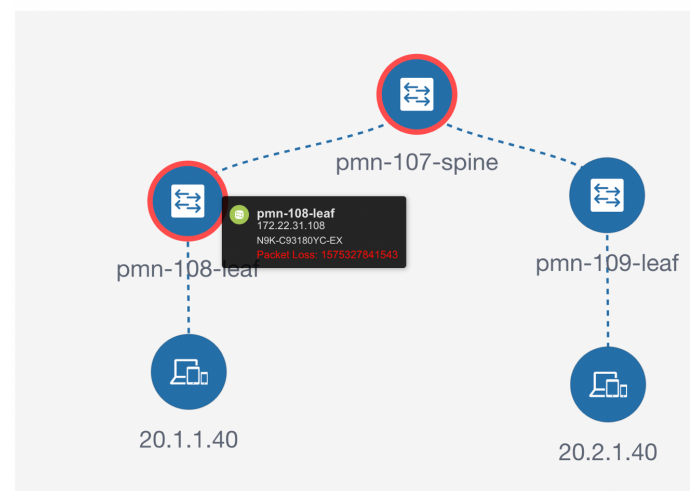 pmn-107-spine
pmn-108-leaf
172.22.31.108
N9K-C93180YC-EX
Packet Loss: 1575327841543
pmn-108-leaf
pmn-109-leaf
20.1.1.40
20.2.1.40